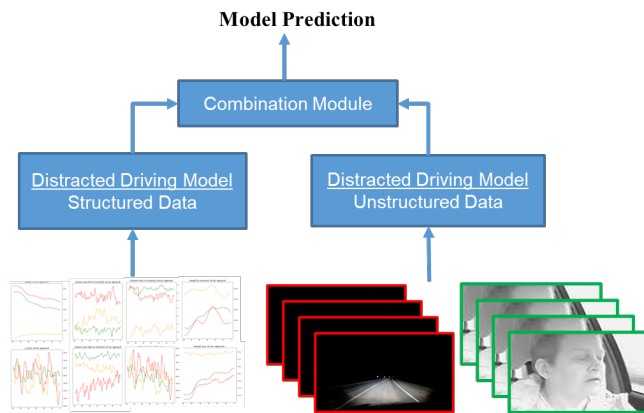 Model Prediction
Combination Module
Distracted Driving Model
Structured Data
Distracted Driving Model
Unstructured Data